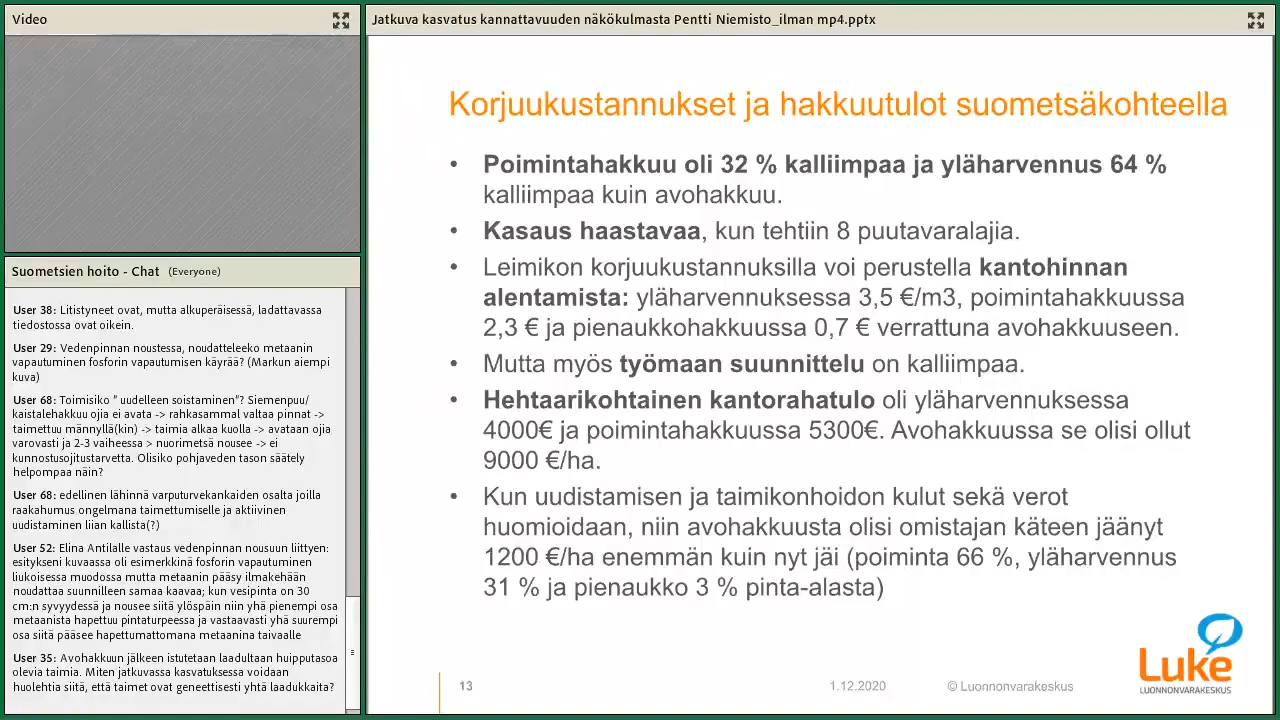 Video
Jatkuva kasvatus kannattavuuden näkökulmasta Pentti Niemisto_ilman mp4.pptx
Suometsien hoito - Chat (Everyone)
User 38: Litistyneet ovat, mutta alkuperäisessä, ladattavassa
tiedostossa ovat oikein.
User 29: Vedenpinnan noustessa, noudatteleeko metaanin
vapautuminen fosforin vapautumisen käyrää? (Markun aiempi
kuva)
User 68: Toimisiko " uudelleen soistaminen"? Siemenpuu/
kaistalehakkuu ojia ei avata -> rahkasammal valtaa pinnat ->
taimettuu männyllä(kin) -> taimia alkaa kuolla -> avataan ojia
varovasti ja 2-3 vaiheessa > nuorimetsä nousee -> ei
kunnostusojitustarvetta. Olisiko pohjaveden tason säätely
helpompaa näin?
User 68: edellinen lähinnä varputurvekankaiden osalta joilla
raakahumus ongelmana taimettumiselle ja aktiivinen
uudistaminen liian kallista(?)
User 52: Elina Antilalle vastaus vedenpinnan nousuun liittyen:
esitykseni kuvaassa oli esimerkkinä fosforin vapautuminen
liukoisessa muodossa mutta metaanin pääsy ilmakehään
noudattaa suunnilleen samaa kaavaa; kun vesipinta on 30
cm:n syvyydessä ja nousee siitä ylöspäin niin yhä pienempi osa
metaanista hapettuu pintaturpeessa ja vastaavasti yhä suurempi
osa siitä pääsee hapettumattomana metaanina taivaalle
User 35: Avohakkuun jälkeen istutetaan laadultaan huipputasoa
olevia taimia. Miten jatkuvassa kasvatuksessa voidaan
huolehtia siitä, että taimet ovat geneettisesti yhtä laadukkaita?
Korjuukustannukset ja hakkuutulot suometsäkohteella
• Poimintahakkuu oli 32 % kalliimpaa ja yläharvennus 64 %
kalliimpaa kuin avohakkuu.
• Kasaus haastavaa, kun tehtiin 8 puutavaralajia.
• Leimikon korjuukustannuksilla voi perustella kantohinnan
alentamista: yläharvennuksessa 3,5 €/m3, poimintahakkuussa
2,3 € ja pienaukkohakkuussa 0,7 € verrattuna avohakkuuseen.
• Mutta myös työmaan suunnittelu on kalliimpaa.
• Hehtaarikohtainen kantorahatulo oli yläharvennuksessa
4000€ ja poimintahakkuussa 5300€. Avohakkuussa se olisi ollut
9000 €/ha.
• Kun uudistamisen ja taimikonhoidon kulut sekä verot
huomioidaan, niin avohakkuusta olisi omistajan käteen jäänyt
1200 €/ha enemmän kuin nyt jäi (poiminta 66 %, yläharvennus
31 % ja pienaukko 3 % pinta-alasta)
13
1.12.2020
© Luonnonvarakeskus
Luke
LUONNONVARAKESKUS